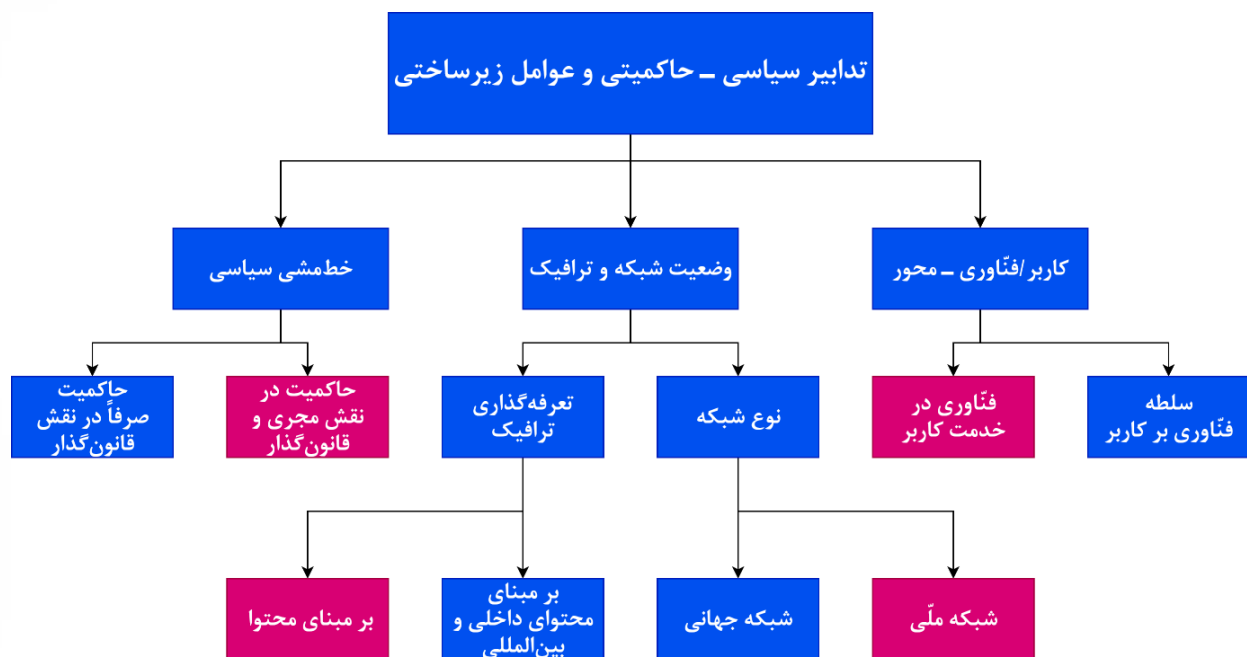 تدابیر سیاسی ــ حاکمیتی و عوامل زیرساختی
کاربر/فنّاوری ــ محور
وضعیت شبکه و ترافیک
خط‌مشی سیاسی
سلطه
فنّاوری بر کاربر
فنّاوری در
خدمت کاربر
نوع شبکه
تعرفه‌گذاری
ترافیک
حاکمیت در
نقش مجری و
قانون‌گذار
حاکمیت
صرفاً در نقش
قانون‌گذار
شبکه ملّی
شبکه جهانی
بر مبنای
محتوای داخلی و
بین‌المللی
بر مبنای محتوا